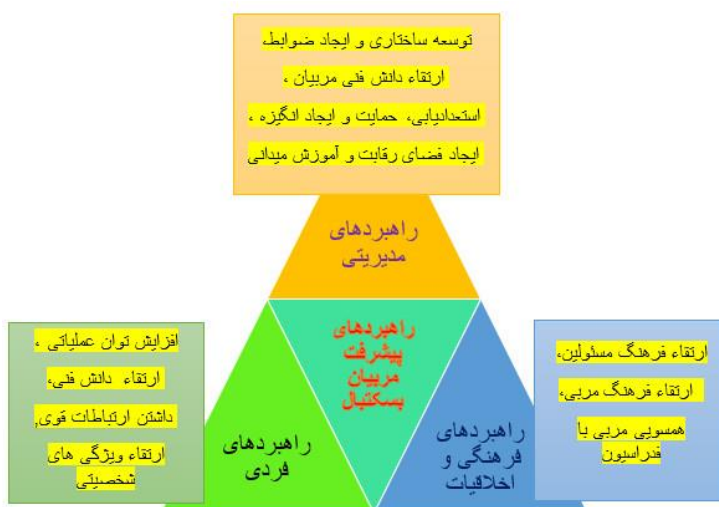 توسعه ساختاری و ایجاد ضوابط،
ارتقاء دانش فنی مربیان ،
استعدادیابی، حمایت و ایجاد انگیزه ،
ایجاد فضای رقابت و آموزش میدانی
راهبردهای
مدیریتی
افزایش توان عملیاتی ،
ارتقاء دانش فنی،
داشتن ارتباطات قوی,
ارتقاء ویژگی های
شخصیتی
راهبردهای
پیشرفت
مربیان
بسکتبال
ارتقاء فرهنگ مسئولین،
ارتقاء فرهنگ مربی،
همسویی مربی با
فدراسیون
راهبردهای
فردی
راهبردهای
فرهنگی و
اخلاقیات